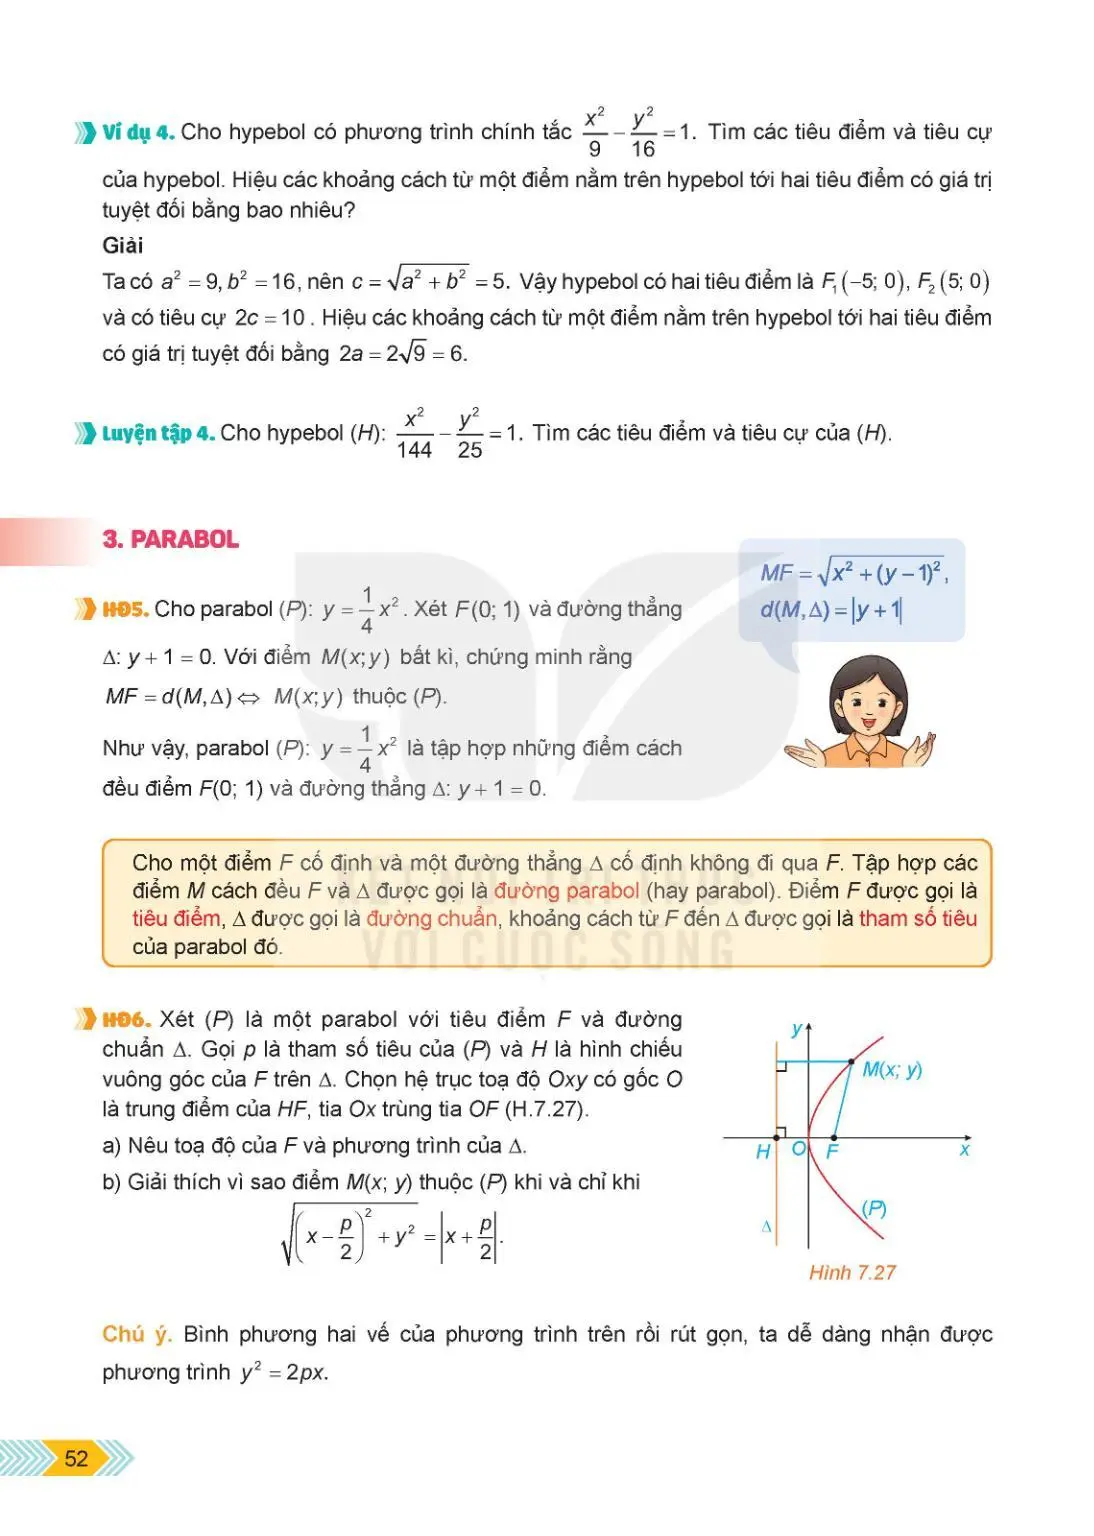 Ví dụ 4. Cho hypebol có phương trình chính tắc x²/9 − y²/16 = 1. Tìm các tiêu điểm và tiêu cự
của hypebol. Hiệu các khoảng cách từ một điểm nằm trên hypebol tới hai tiêu điểm có giá trị
tuyệt đối bằng bao nhiêu?
Giải
Ta có a² = 9, b² = 16, nên c = √(a² + b²) = 5. Vậy hypebol có hai tiêu điểm là F₁(−5; 0), F₂(5; 0)
và có tiêu cự 2c = 10. Hiệu các khoảng cách từ một điểm nằm trên hypebol tới hai tiêu điểm
có giá trị tuyệt đối bằng 2a = 2√9 = 6.
Luyện tập 4. Cho hypebol (H): x²/144 − y²/25 = 1. Tìm các tiêu điểm và tiêu cự của (H).
3. PARABOL
MF = √(x² + (y − 1)²),
d(M, Δ) = |y + 1|
HĐ5. Cho parabol (P): y = 1/4 x². Xét F(0; 1) và đường thẳng
Δ: y + 1 = 0. Với điểm M(x; y) bất kì, chứng minh rằng
MF = d(M, Δ) ⇔ M(x; y) thuộc (P).
Như vậy, parabol (P): y = 1/4 x² là tập hợp những điểm cách
đều điểm F(0; 1) và đường thẳng Δ: y + 1 = 0.
Cho một điểm F cố định và một đường thẳng Δ cố định không đi qua F. Tập hợp các
điểm M cách đều F và Δ được gọi là đường parabol (hay parabol). Điểm F được gọi là
tiêu điểm, Δ được gọi là đường chuẩn, khoảng cách từ F đến Δ được gọi là tham số tiêu
của parabol đó.
KẾT NỐI TRI THỨC
VỚI CUỘC SỐNG
HĐ6. Xét (P) là một parabol với tiêu điểm F và đường
chuẩn Δ. Gọi p là tham số tiêu của (P) và H là hình chiếu
vuông góc của F trên Δ. Chọn hệ trục toạ độ Oxy có gốc O
là trung điểm của HF, tia Ox trùng tia OF (H.7.27).
a) Nêu toạ độ của F và phương trình của Δ.
b) Giải thích vì sao điểm M(x; y) thuộc (P) khi và chỉ khi
√((x − p/2)² + y²) = |x + p/2|.
y
M(x; y)
H O F x
(P)
Δ
Hình 7.27
Chú ý. Bình phương hai vế của phương trình trên rồi rút gọn, ta dễ dàng nhận được
phương trình y² = 2px.
52